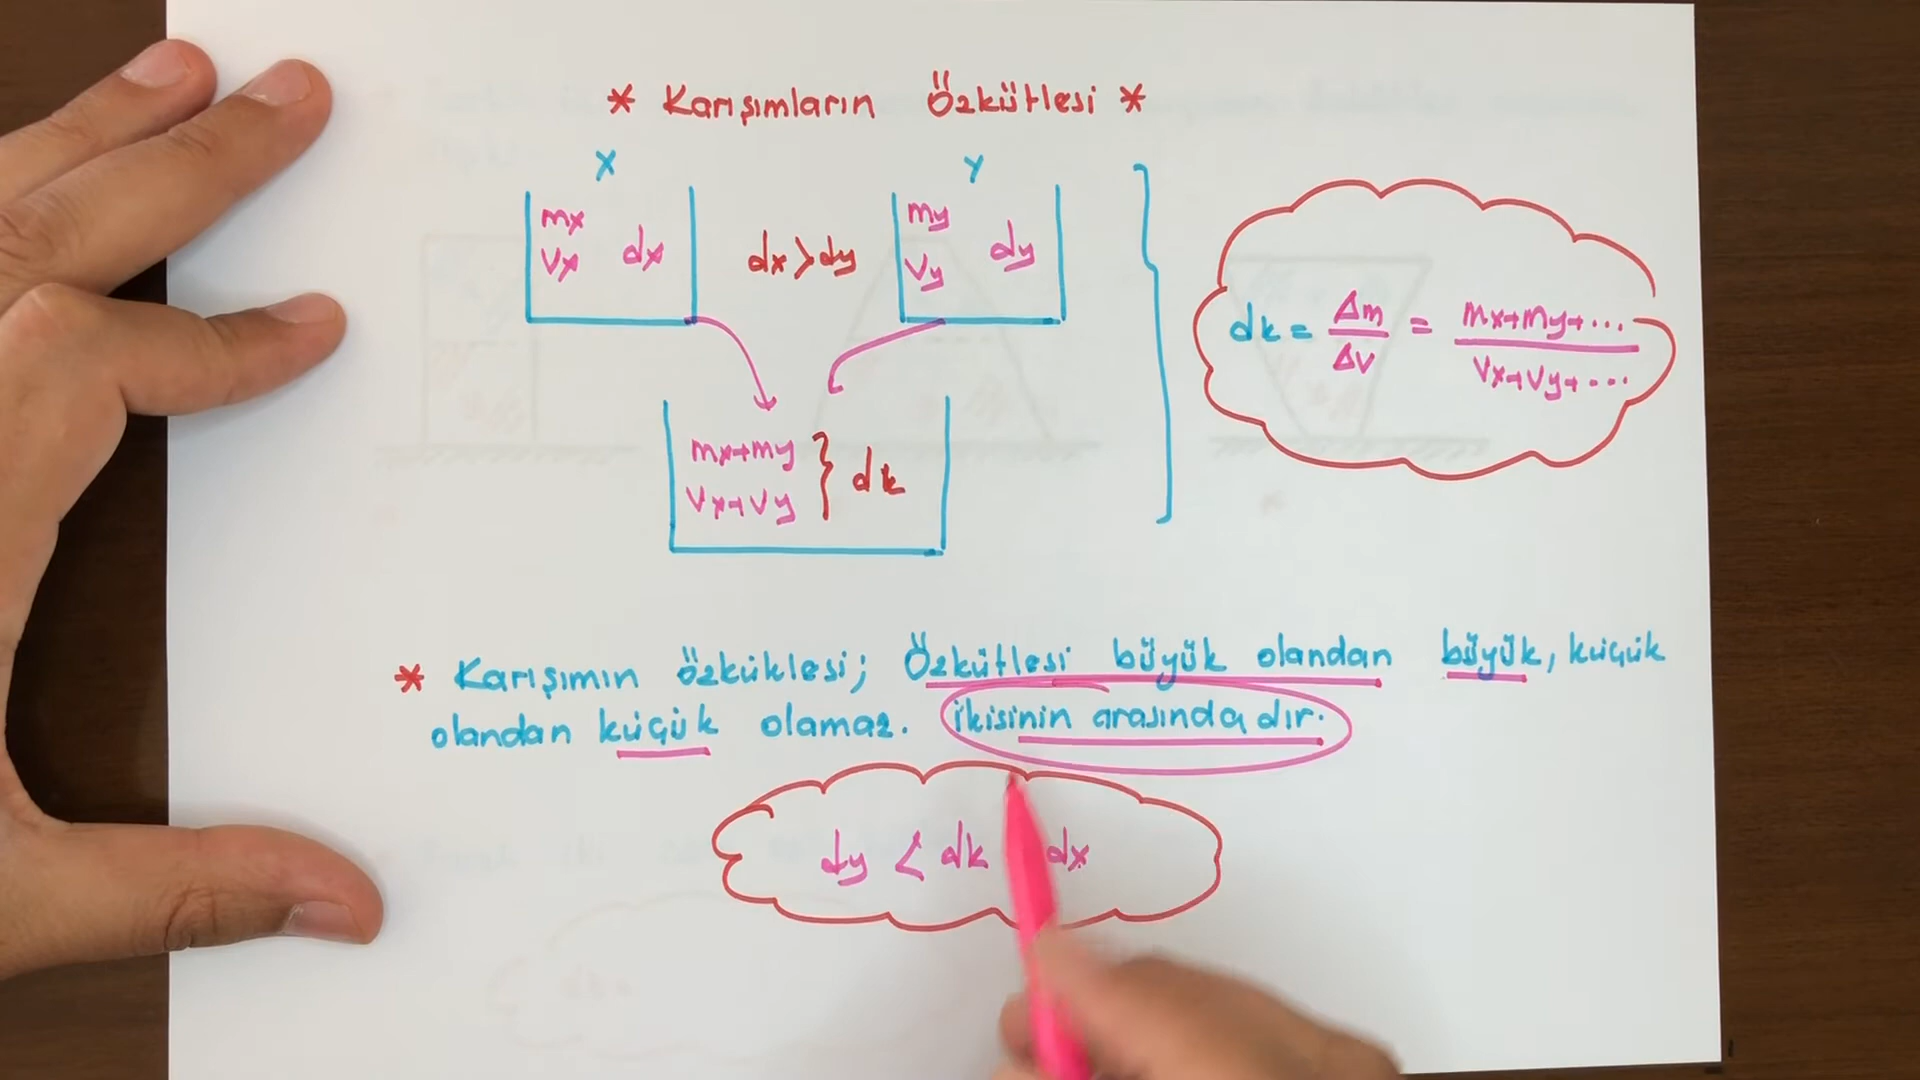 * Karışımların Özkütlesi *
X
mx
Vx
dx
dx>dy
Y
my
Vy
dy
mx+my
Vx+Vy
} dk
dk = Δm/ΔV = mx+my+.../Vx+Vy+...
* Karışımın özküklesi; Özkütlesi büyük olandan büyük, küçük
olandan küçük olamaz. İkisinin arasındadır.
dy < dk dx